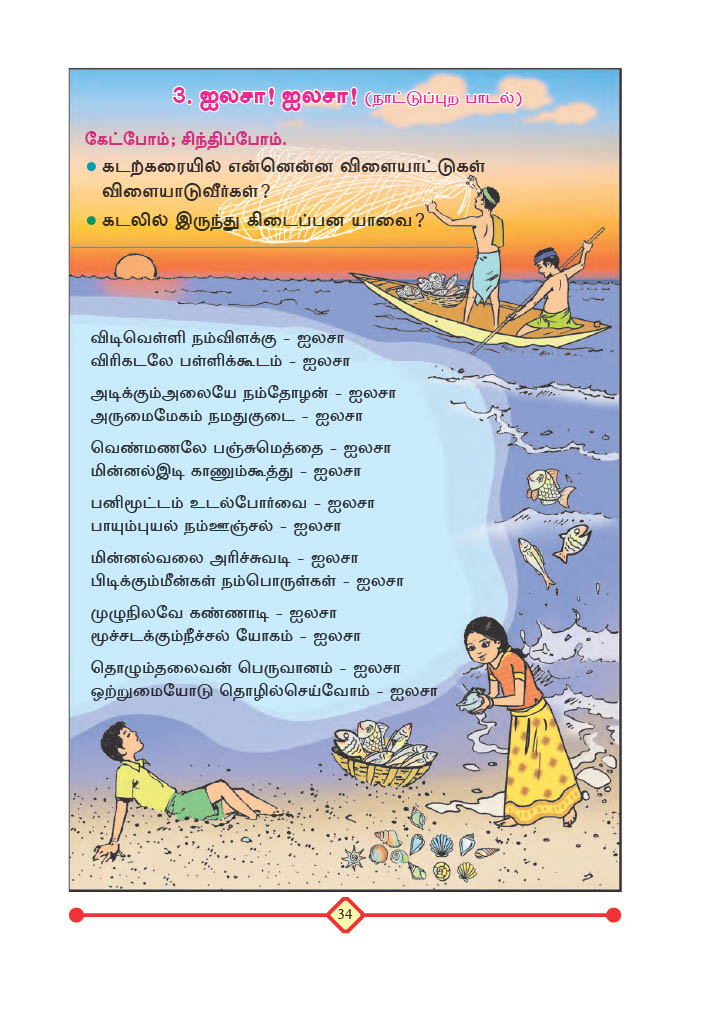 3. ஐலசா! ஐலசா! (நாட்டுப்புற பாடல்)
கேட்போம்; சிந்திப்போம்.
● கடற்கரையில் என்னென்ன விளையாட்டுகள்
விளையாடுவீர்கள்?
● கடலில் இருந்து கிடைப்பன யாவை?
விடிவெள்ளி நம்விளக்கு – ஐலசா
விரிகடலே பள்ளிக்கூடம் – ஐலசா
அடிக்கும்அலையே நம்தோழன் – ஐலசா
அருமைமேகம் நமதுகுடை – ஐலசா
வெண்மணலே பஞ்சுமெத்தை – ஐலசா
மின்னல்இடி காணும்கூத்து – ஐலசா
பனிமூட்டம் உடல்போர்வை – ஐலசா
பாயும்புயல் நம்ஊஞ்சல் – ஐலசா
மின்னல்வலை அரிச்சுவடி – ஐலசா
பிடிக்கும்மீன்கள் நம்பொருள்கள் – ஐலசா
முழுநிலவே கண்ணாடி – ஐலசா
மூச்சடக்கும்நீச்சல் யோகம் – ஐலசா
தொழும்தலைவன் பெருவானம் – ஐலசா
ஒற்றுமையோடு தொழில்செய்வோம் – ஐலசா
34